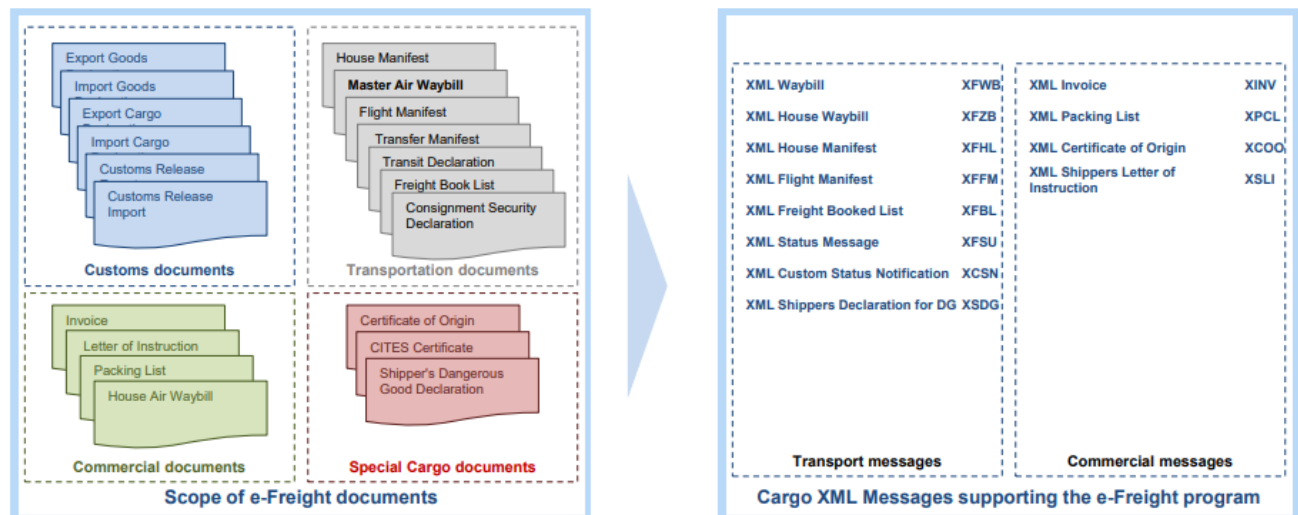 Export Goods
Import Goods
Export Cargo
Import Cargo
Customs Release
Customs Release
Import
Customs documents
House Manifest
Master Air Waybill
Flight Manifest
Transfer Manifest
Transit Declaration
Freight Book List
Consignment Security
Declaration
Transportation documents
Invoice
Letter of Instruction
Packing List
House Air Waybill
Commercial documents
Certificate of Origin
CITES Certificate
Shipper's Dangerous
Good Declaration
Special Cargo documents
Scope of e-Freight documents
XML Waybill XFWB
XML House Waybill XFZB
XML House Manifest XFHL
XML Flight Manifest XFFM
XML Freight Booked List XFBL
XML Status Message XFSU
XML Custom Status Notification XCSN
XML Shippers Declaration for DG XSDG
Transport messages
XML Invoice XINV
XML Packing List XPCL
XML Certificate of Origin XCOO
XML Shippers Letter of XSLI
Instruction
Commercial messages
Cargo XML Messages supporting the e-Freight program